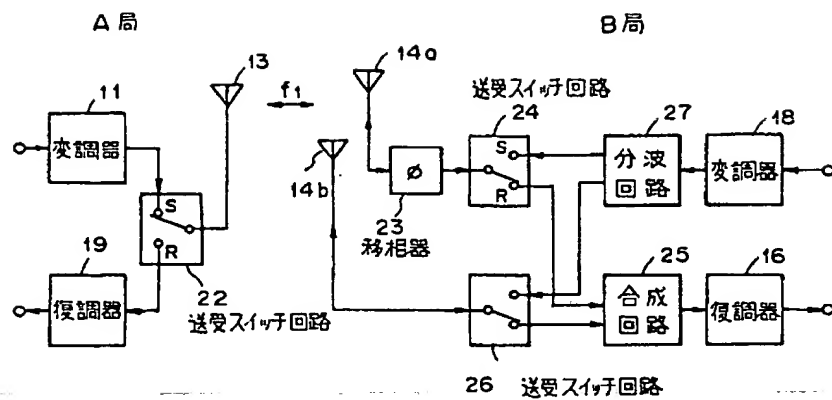 A局
B局
13
14a
f1
送受スイッチ回路
11
24
27
18
変調器
14b
φ
S
R
分波
回路
変調器
S
R
23
移相器
19
25
16
復調器
22
送受スイッチ回路
合成
回路
復調器
26 送受スイッチ回路